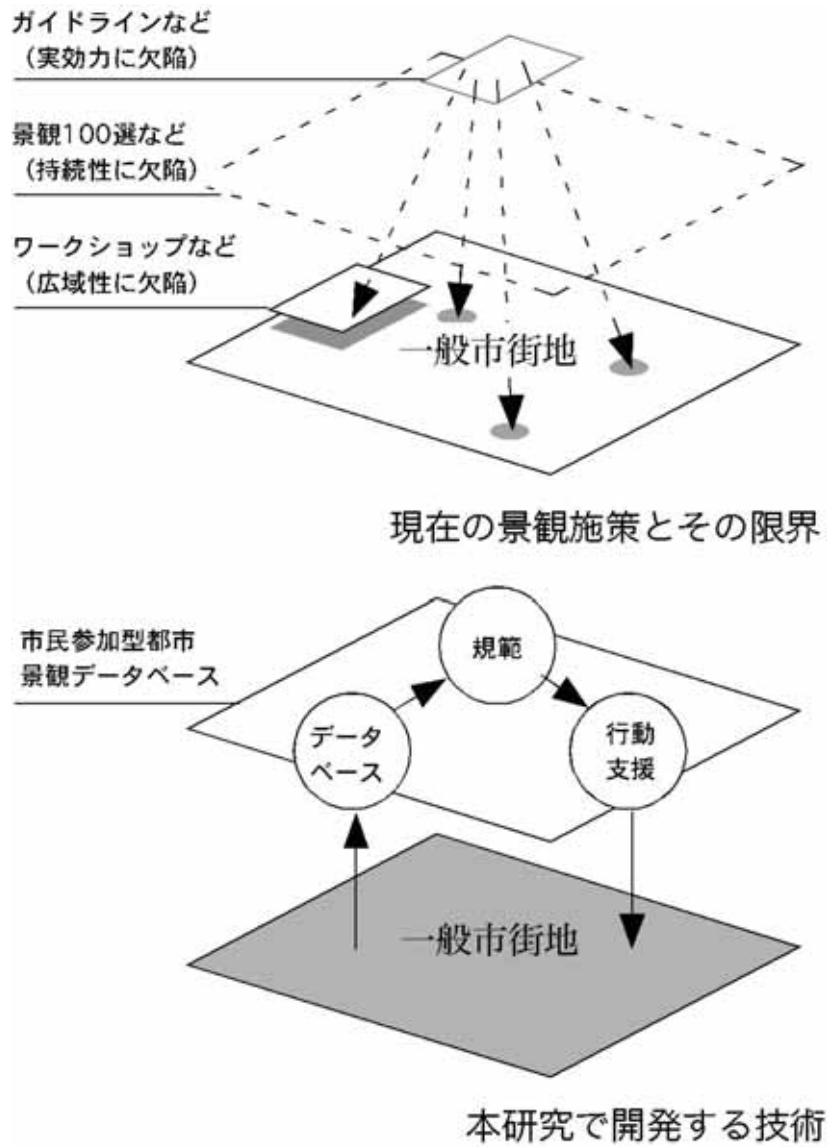 ガイドラインなど
（実効力に欠陥）
景観100選など
（持続性に欠陥）
ワークショップなど
（広域性に欠陥）
一般市街地
現在の景観施策とその限界
市民参加型都市
景観データベース
規範
データ
ベース
行動
支援
一般市街地
本研究で開発する技術